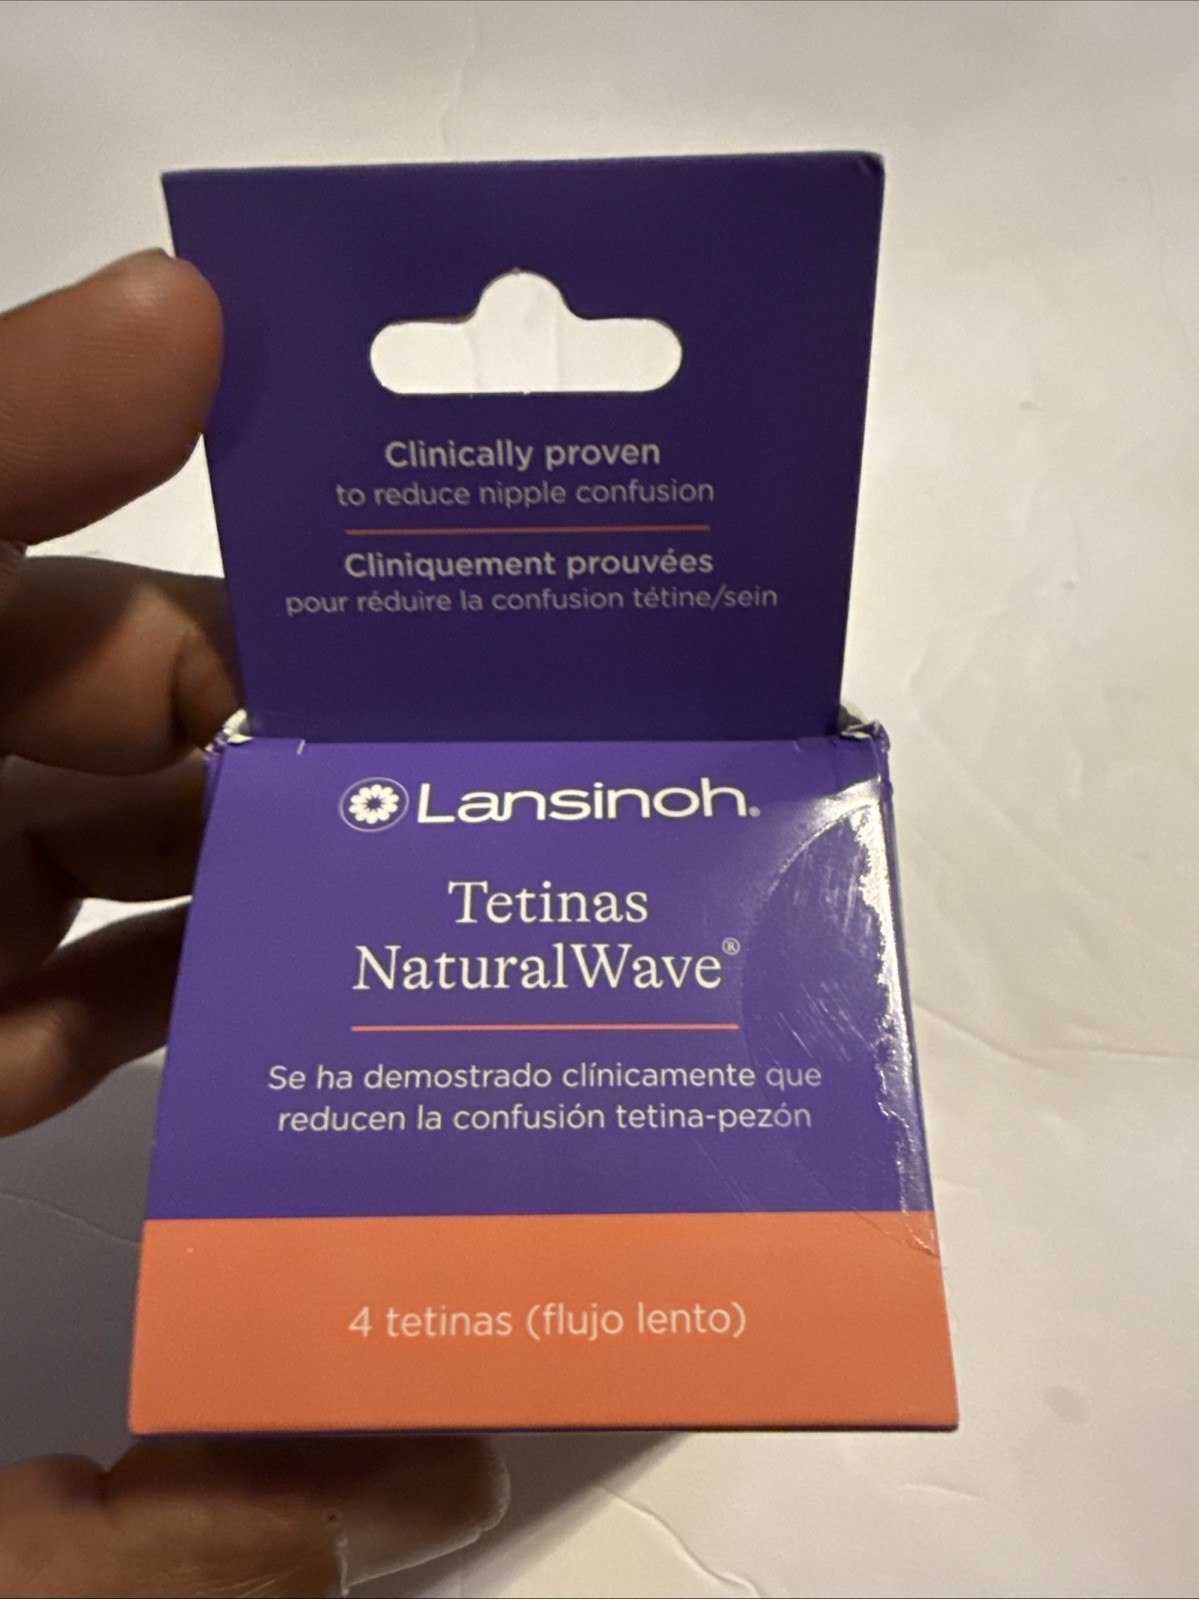 Clinically proven
to reduce nipple confusion
Cliniquement prouvées
pour réduire la confusion tétine/sein
Lansinoh®
Tetinas
NaturalWave®
Se ha demostrado clínicamente que
reducen la confusión tetina-pezón
4 tetinas (flujo lento)